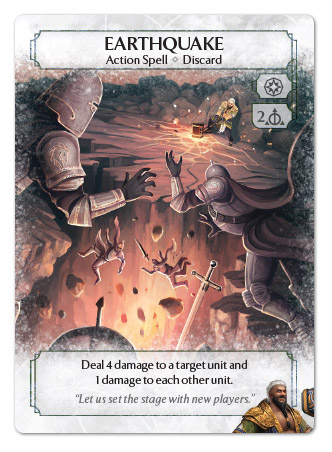 EARTHQUAKE
Action Spell ◇ Discard
2
Deal 4 damage to a target unit and
1 damage to each other unit.
"Let us set the stage with new players."